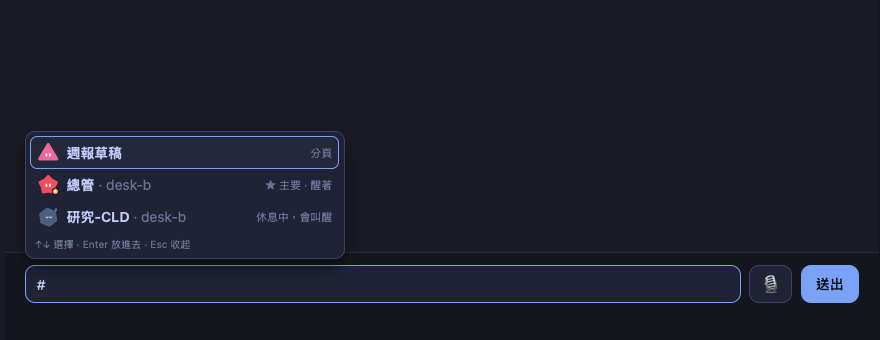 週報草稿 分頁
總管 · desk-b ★ 主要 · 醒著
研究-CLD · desk-b 休息中，會叫醒
↑↓ 選擇 · Enter 放進去 · Esc 收起
# 送出